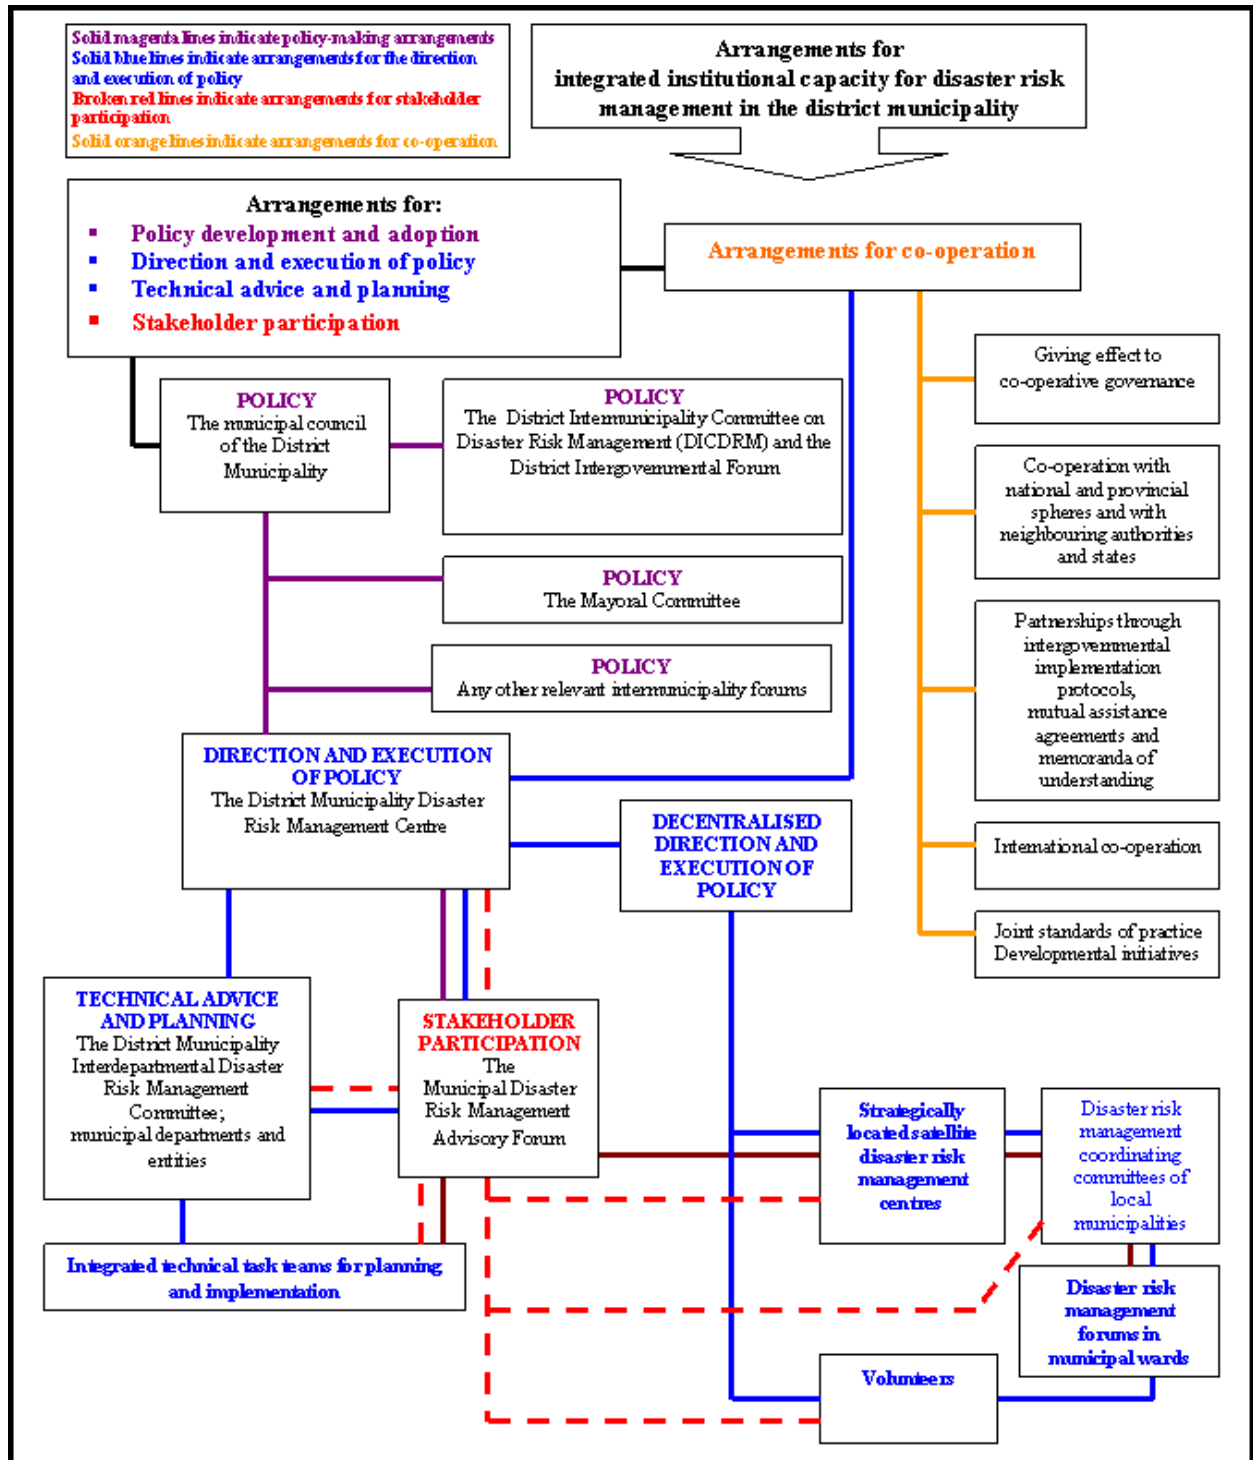 Solid magenta lines indicate policy-making arrangements
Solid blue lines indicate arrangements for the direction
and execution of policy
Broken red lines indicate arrangements for stakeholder
participation
Solid orange lines indicate arrangements for co-operation
Arrangements for
integrated institutional capacity for disaster risk
management in the district municipality
Arrangements for:
▪ Policy development and adoption
▪ Direction and execution of policy
▪ Technical advice and planning
▪ Stakeholder participation
Arrangements for co-operation
POLICY
The municipal council
of the District
Municipality
POLICY
The District Intermunicipality Committee on
Disaster Risk Management (DICDRM) and the
District Intergovernmental Forum
POLICY
The Mayoral Committee
POLICY
Any other relevant intermunicipality forums
Giving effect to
co-operative governance
Co-operation with
national and provincial
spheres and with
neighbouring authorities
and states
Partnerships through
intergovernmental
implementation
protocols,
mutual assistance
agreements and
memoranda of
understanding
International co-operation
Joint standards of practice
Developmental initiatives
DIRECTION AND EXECUTION
OF POLICY
The District Municipality Disaster
Risk Management Centre
DECENTRALISED
DIRECTION AND
EXECUTION OF
POLICY
TECHNICAL ADVICE
AND PLANNING
The District Municipality
Interdepartmental Disaster
Risk Management
Committee;
municipal departments and
entities
STAKEHOLDER
PARTICIPATION
The
Municipal Disaster
Risk Management
Advisory Forum
Strategically
located satellite
disaster risk
management
centres
Disaster risk
management
coordinating
committees of
local
municipalities
Integrated technical task teams for planning
and implementation
Disaster risk
management
forums in
municipal wards
Volunteers